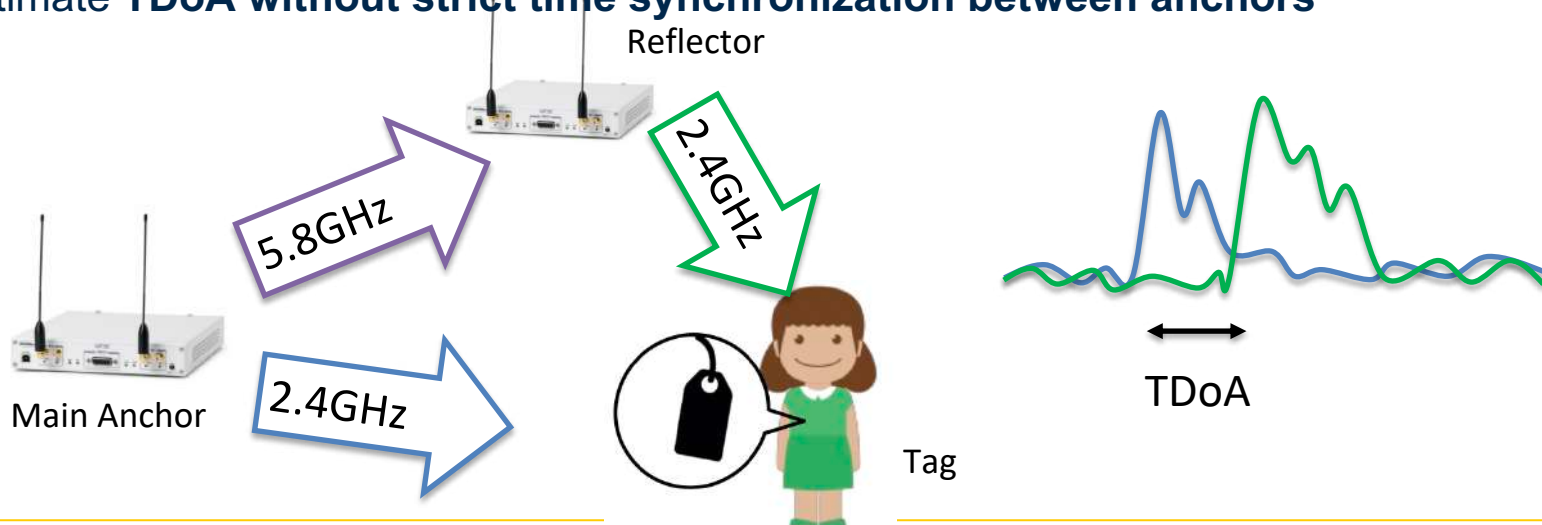 TDoA without strict time synchronization between anchors
Reflector
5.8GHz
2.4GHz
2.4GHz
Main Anchor
TDoA
Tag